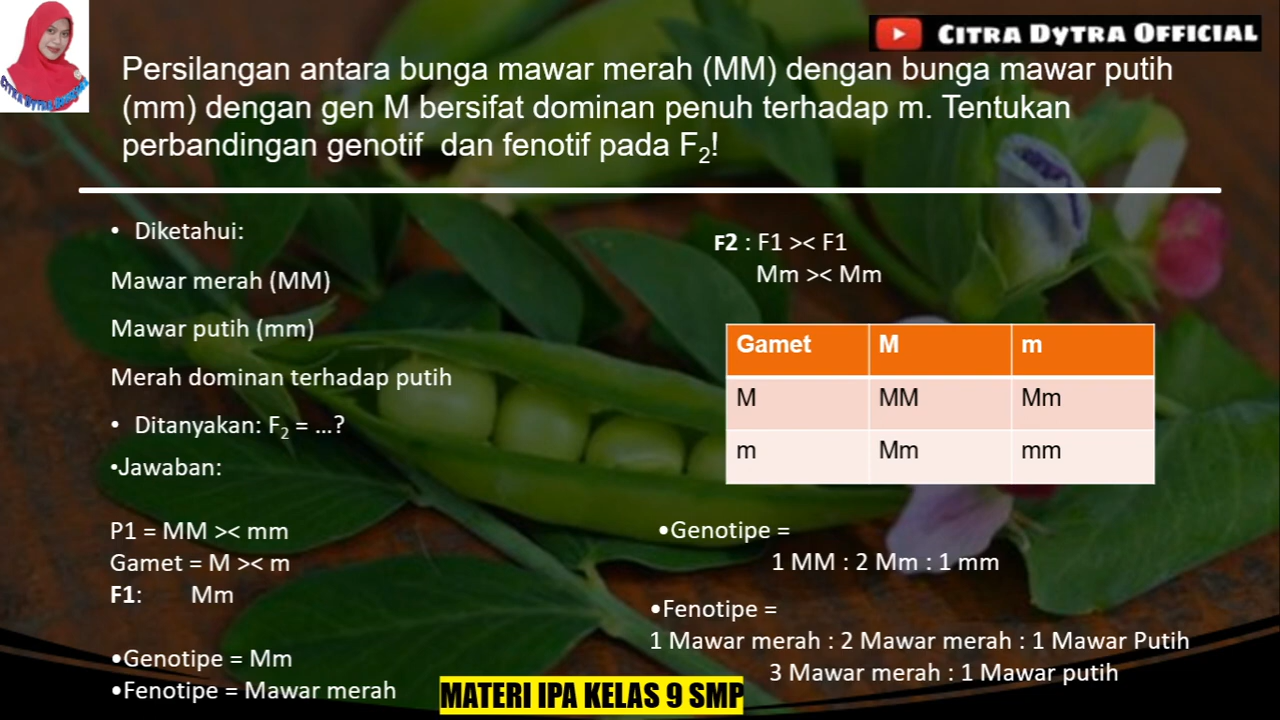 CITRA DYTRA OFFICIAL
Persilangan antara bunga mawar merah (MM) dengan bunga mawar putih
(mm) dengan gen M bersifat dominan penuh terhadap m. Tentukan
perbandingan genotif dan fenotif pada F₂!
• Diketahui:
Mawar merah (MM)
Mawar putih (mm)
Merah dominan terhadap putih
• Ditanyakan: F₂ = ...?
•Jawaban:
P1 = MM >< mm
Gamet = M >< m
F1: Mm
•Genotipe = Mm
•Fenotipe = Mawar merah
F2 : F1 >< F1
Mm >< Mm
Gamet M m
M MM Mm
m Mm mm
•Genotipe =
1 MM : 2 Mm : 1 mm
•Fenotipe =
1 Mawar merah : 2 Mawar merah : 1 Mawar Putih
3 Mawar merah : 1 Mawar putih
MATERI IPA KELAS 9 SMP